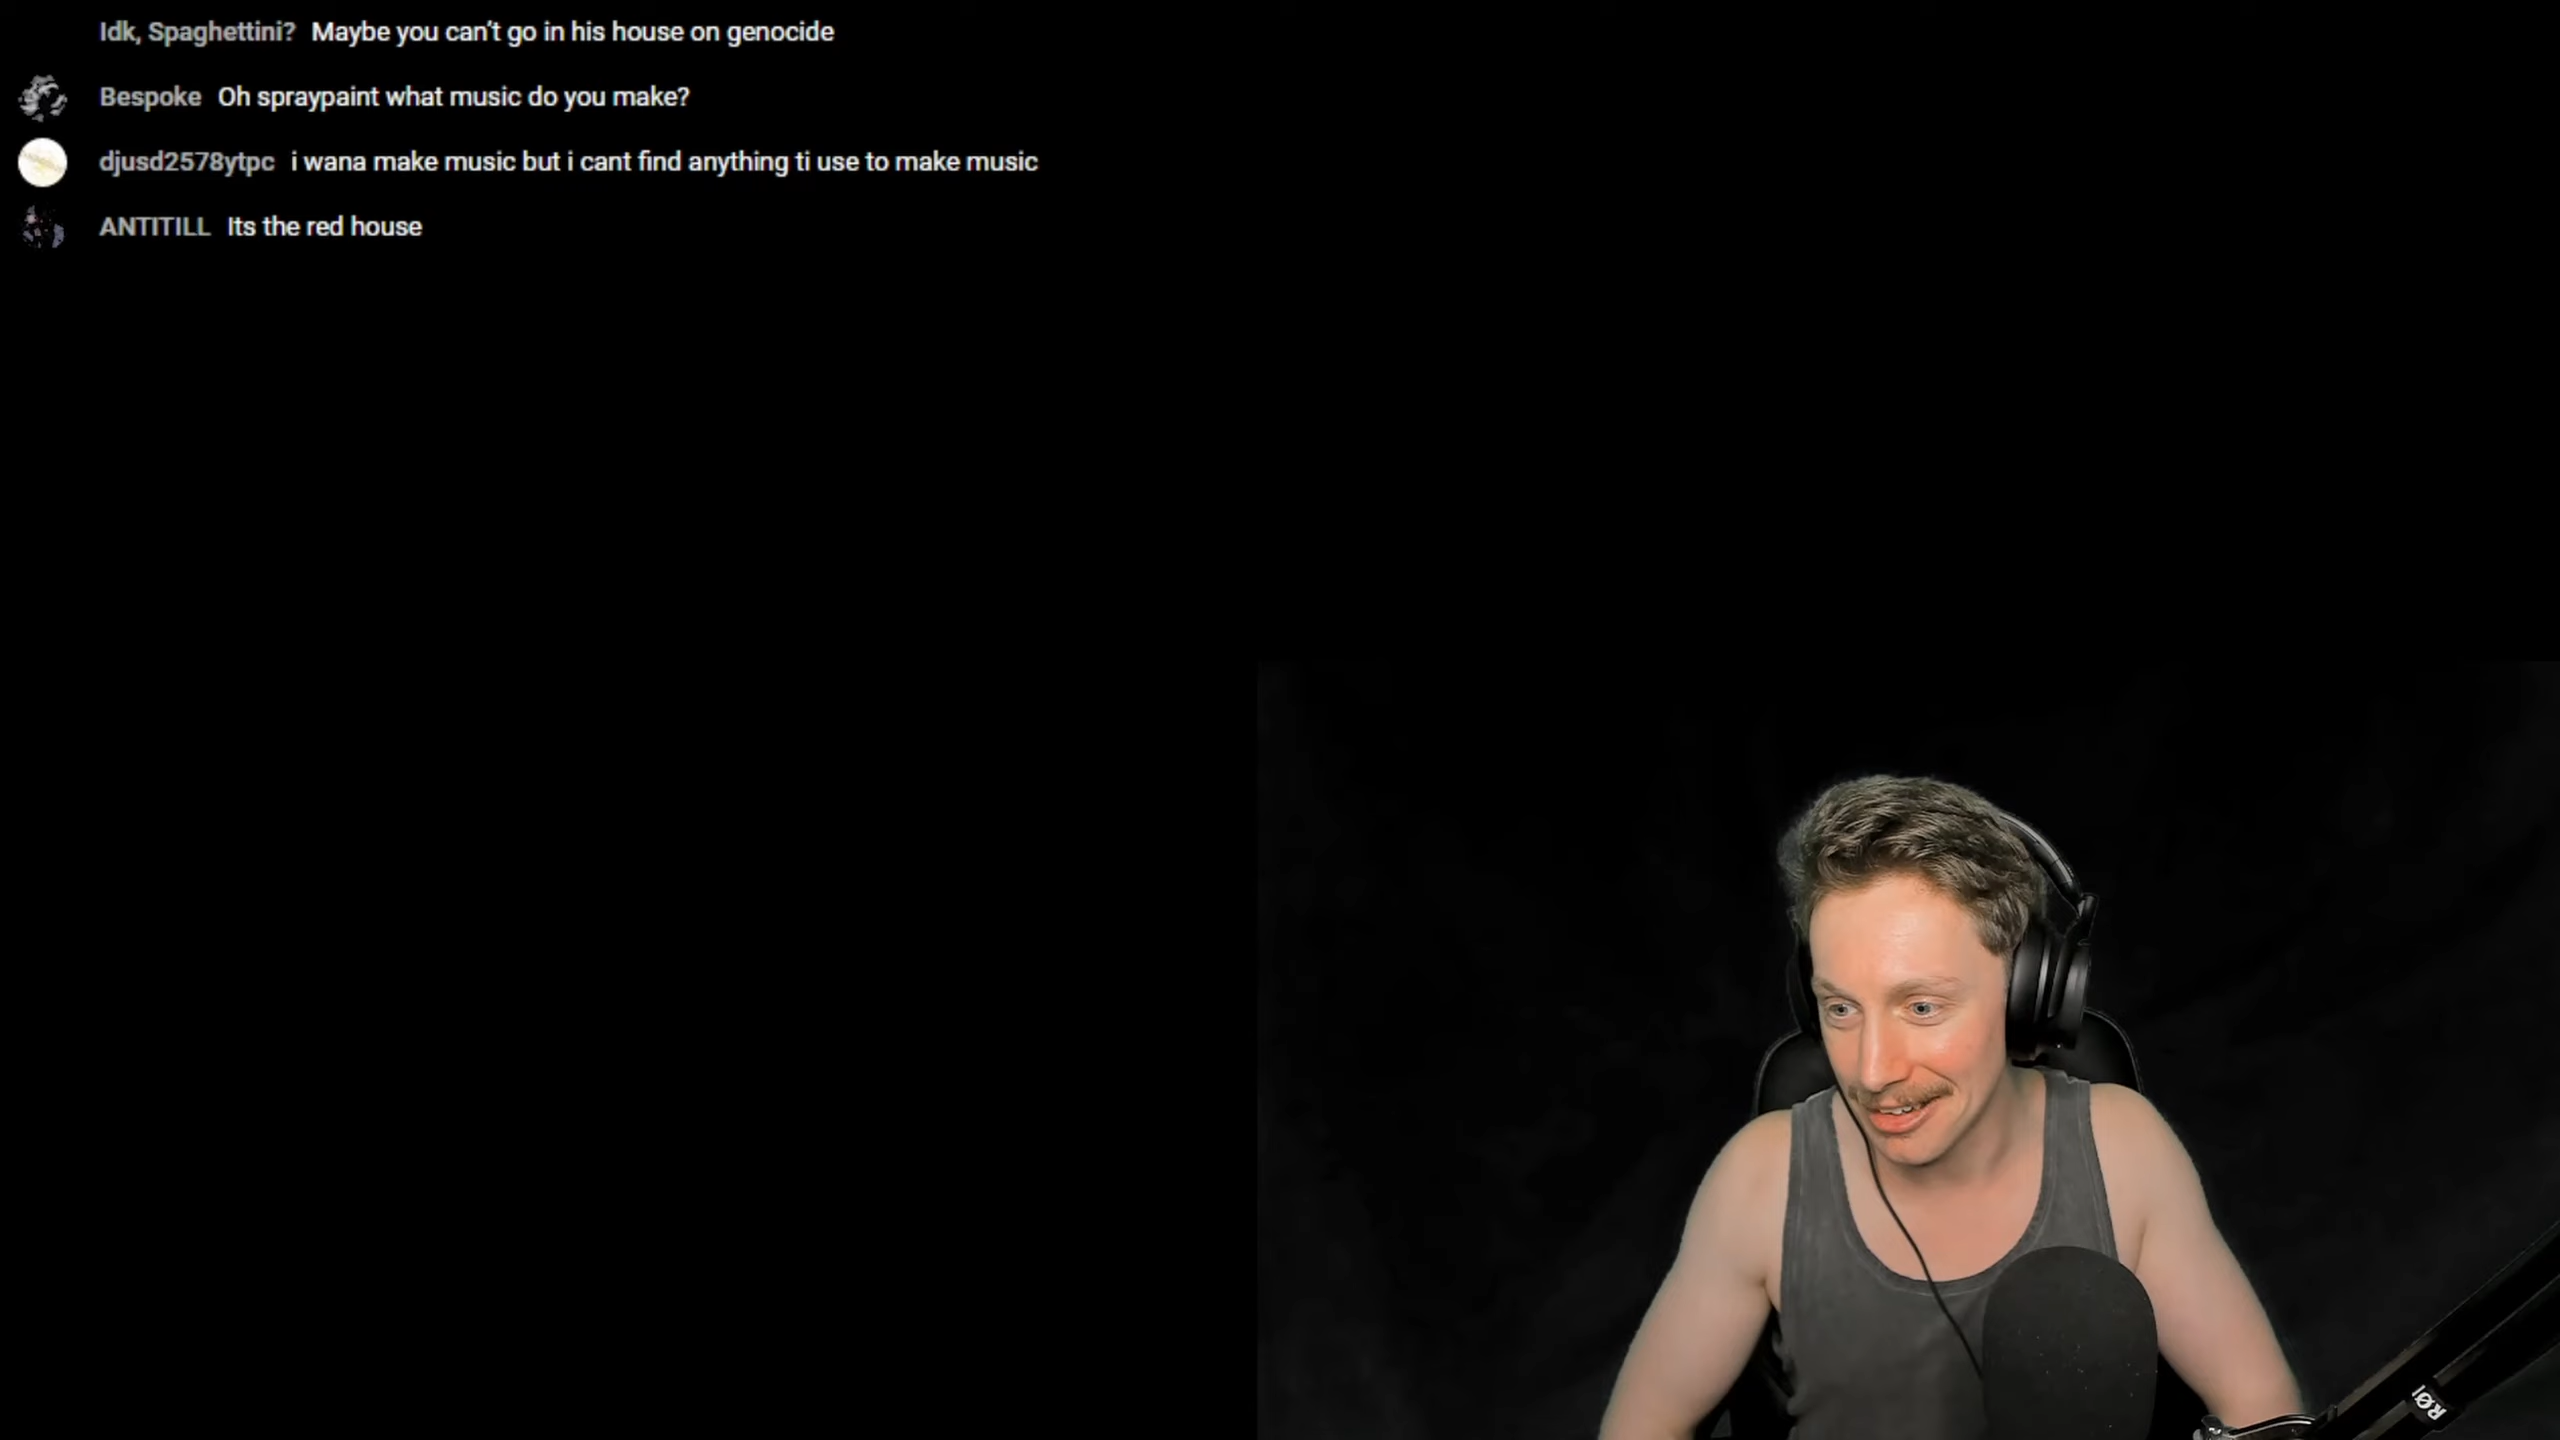 Idk, Spaghettini? Maybe you can’t go in his house on genocide
Bespoke Oh spraypaint what music do you make?
djusd2578ytpc i wana make music but i cant find anything ti use to make music
ANTITILL Its the red house
RØ